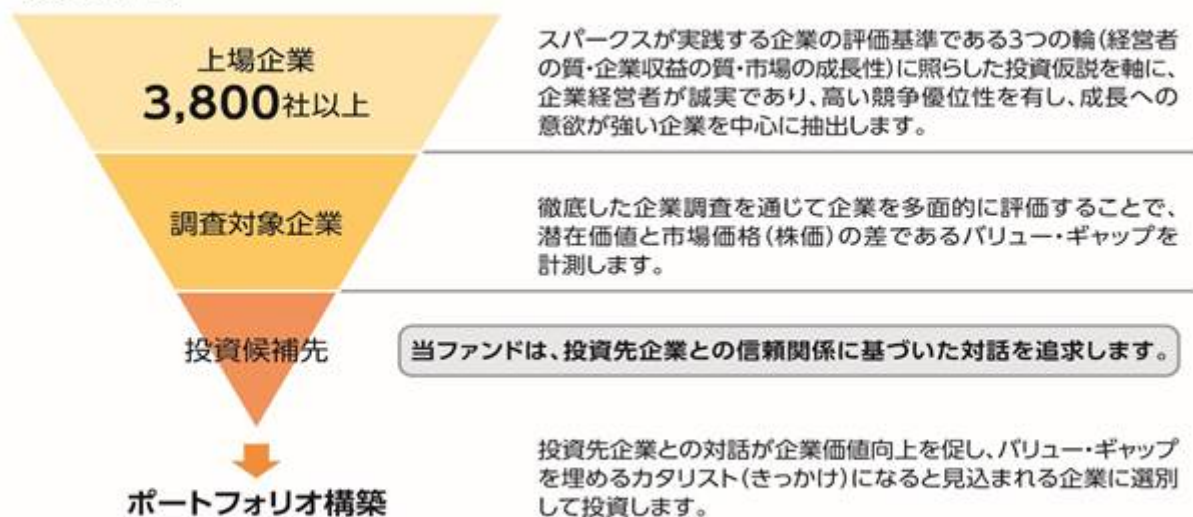 上場企業
3,800社以上
スパークスが実践する企業の評価基準である3つの輪(経営者
の質・企業収益の質・市場の成長性)に照らした投資仮説を軸に、
企業経営者が誠実であり、高い競争優位性を有し、成長への
意欲が強い企業を中心に抽出します。
調査対象企業
徹底した企業調査を通じて企業を多面的に評価することで、
潜在価値と市場価格(株価)の差であるバリュー・ギャップを
計測します。
投資候補先
当ファンドは、投資先企業との信頼関係に基づいた対話を追求します。
ポートフォリオ構築
投資先企業との対話が企業価値向上を促し、バリュー・ギャップ
を埋めるカタリスト(きっかけ)になると見込まれる企業に選別
して投資します。